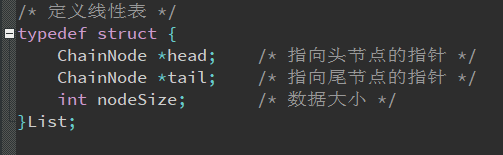 /* 定义线性表 */
typedef struct {
    ChainNode *head;    /* 指向头节点的指针 */
    ChainNode *tail;    /* 指向尾节点的指针 */
    int nodeSize;       /* 数据大小 */
}List;